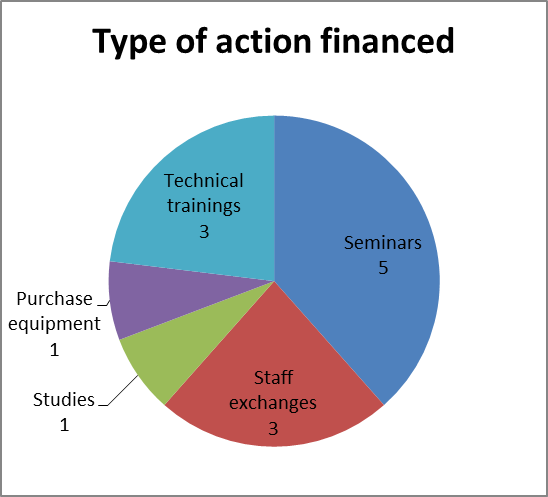 Type of action financed
Technical
trainings
3
Seminars
5
Purchase
equipment
1
Studies
1
Staff
exchanges
3